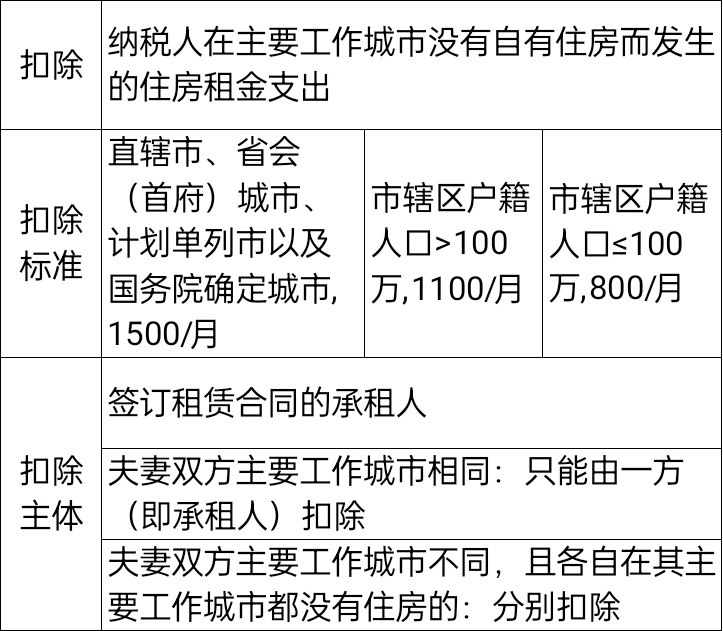 扣除
纳税人在主要工作城市没有自有住房而发生
的住房租金支出
扣除
标准
直辖市、省会
（首府）城市、
计划单列市以及
国务院确定城市,
1500/月
市辖区户籍
人口>100
万,1100/月
市辖区户籍
人口≤100
万,800/月
扣除
主体
签订租赁合同的承租人
夫妻双方主要工作城市相同：只能由一方
（即承租人）扣除
夫妻双方主要工作城市不同，且各自在其主
要工作城市都没有住房的：分别扣除